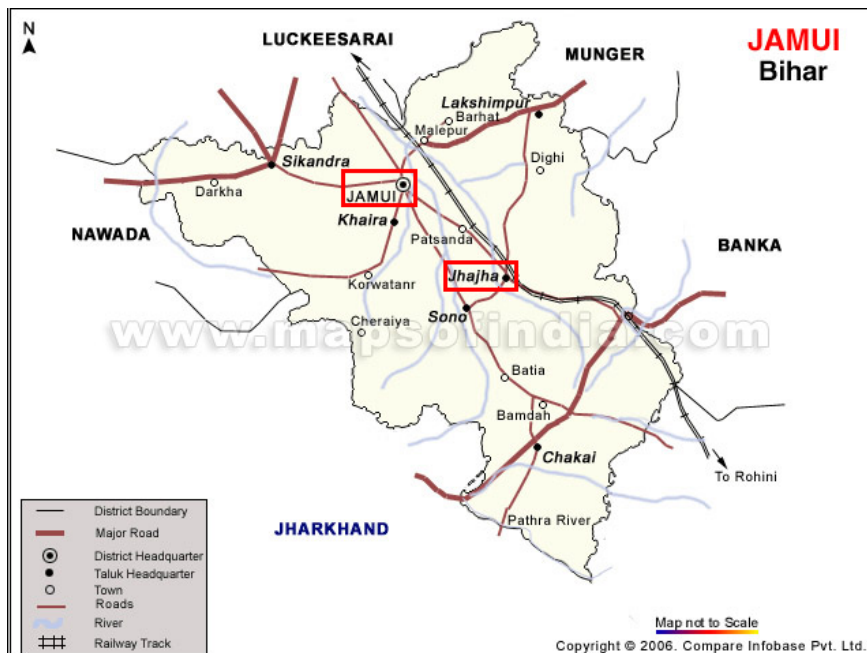 N
JAMUI
Bihar
LUCKEESARAI
MUNGER
Lakshimpur
Barhat
Malepur
Dighi
Sikandra
Darkha
JAMUI
Khaira
NAWADA
Patsanda
BANKA
Jhajha
Korwatanr
Sono
Cheraiya
www.mapsofindia.com
Batia
Bamdah
Chakai
To Rohini
Pathra River
JHARKHAND
District Boundary
Major Road
District Headquarter
Taluk Headquarter
Town
Roads
River
Railway Track
Map not to Scale
Copyright © 2006. Compare Infobase Pvt. Ltd.